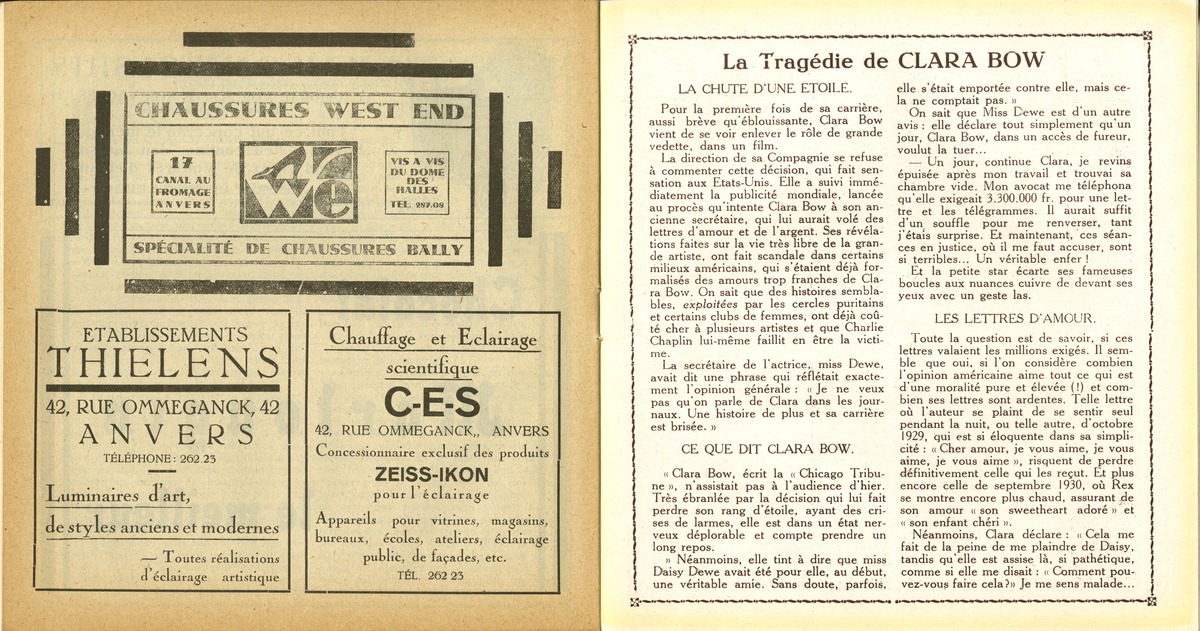 CHAUSSURES WEST END
17
CANAL AU
FROMAGE
ANVERS
We
VIS A VIS
DU DOME
DES
HALLES
TEL. 287.08
SPÉCIALITÉ DE CHAUSSURES BALLY
ETABLISSEMENTS
THIELENS
42, RUE OMMEGANCK, 42
ANVERS
TÉLÉPHONE: 262.23
Luminaires d'art,
de styles anciens et modernes
— Toutes réalisations
d'éclairage artistique
Chauffage et Eclairage
scientifique
C-E-S
42, RUE OMMEGANCK,, ANVERS
Concessionnaire exclusif des produits
ZEISS-IKON
pour l'éclairage
Appareils pour vitrines, magasins,
bureaux, écoles, ateliers, éclairage
public, de façades, etc.
TÉL. 262 23
La Tragédie de CLARA BOW
LA CHUTE D'UNE ETOILE.
Pour la première fois de sa carrière,
aussi brève qu'éblouissante, Clara Bow
vient de se voir enlever le rôle de grande
vedette, dans un film.
La direction de sa Compagnie se refuse
à commenter cette décision, qui fait sen-
sation aux Etats-Unis. Elle a suivi immé-
diatement la publicité mondiale, lancée
au procès qu'intente Clara Bow à son an-
cienne secrétaire, qui lui aurait volé des
lettres d'amour et de l'argent. Ses révéla-
tions faites sur la vie très libre de la gran-
de artiste, ont fait scandale dans certains
milieux américains, qui s'étaient déjà for-
malisés des amours trop franches de Cla-
ra Bow. On sait que des histoires sembla-
bles, exploitées par les cercles puritains
et certains clubs de femmes, ont déjà coû-
té cher à plusieurs artistes et que Charlie
Chaplin lui-même faillit en être la victi-
me.
La secrétaire de l'actrice, miss Dewe,
avait dit une phrase qui réflétait exacte-
ment l'opinion générale : « Je ne veux
pas qu'on parle de Clara dans les jour-
naux. Une histoire de plus et sa carrière
est brisée. »
CE QUE DIT CLARA BOW.
« Clara Bow, écrit la « Chicago Tribu-
ne », n'assistait pas à l'audience d'hier.
Très ébranlée par la décision qui lui fait
perdre son rang d'étoile, ayant des cri-
ses de larmes, elle est dans un état ner-
veux déplorable et compte prendre un
long repos.
» Néanmoins, elle tint à dire que miss
Daisy Dewe avait été pour elle, au début,
une véritable amie. Sans doute, parfois,
elle s'était emportée contre elle, mais ce-
la ne comptait pas. »
On sait que Miss Dewe est d'un autre
avis : elle déclare tout simplement qu'un
jour, Clara Bow, dans un accès de fureur,
voulut la tuer...
— Un jour, continue Clara, je revins
épuisée après mon travail et trouvai sa
chambre vide. Mon avocat me téléphona
qu'elle exigeait 3.300.000 fr. pour une let-
tre et les télégrammes. Il aurait suffit
d'un souffle pour me renverser, tant
j'étais surprise. Et maintenant, ces séan-
ces en justice, où il me faut accuser, sont
si terribles... Un véritable enfer !
Et la petite star écarte ses fameuses
boucles aux nuances cuivre de devant ses
yeux avec un geste las.
LES LETTRES D'AMOUR.
Toute la question est de savoir, si ces
lettres valaient les millions exigés. Il sem-
ble que oui, si l'on considère combien
l'opinion américaine aime tout ce qui est
d'une moralité pure et élevée (!) et com-
bien ses lettres sont ardentes. Telle lettre
où l'auteur se plaint de se sentir seul
pendant la nuit, ou telle autre, d'octobre
1929, qui est si éloquente dans sa simpli-
cité : « Cher amour, je vous aime, je vous
aime, je vous aime », risquent de perdre
définitivement celle qui les reçut. Et plus
encore celle de septembre 1930, où Rex
se montre encore plus chaud, assurant de
son amour « son sweetheart adoré » et
« son enfant chéri ».
Néanmoins, Clara déclare : « Cela me
fait de la peine de me plaindre de Daisy,
tandis qu'elle est assise là, si pathétique,
comme si elle me disait : « Comment pou-
vez-vous faire cela?» Je me sens malade...